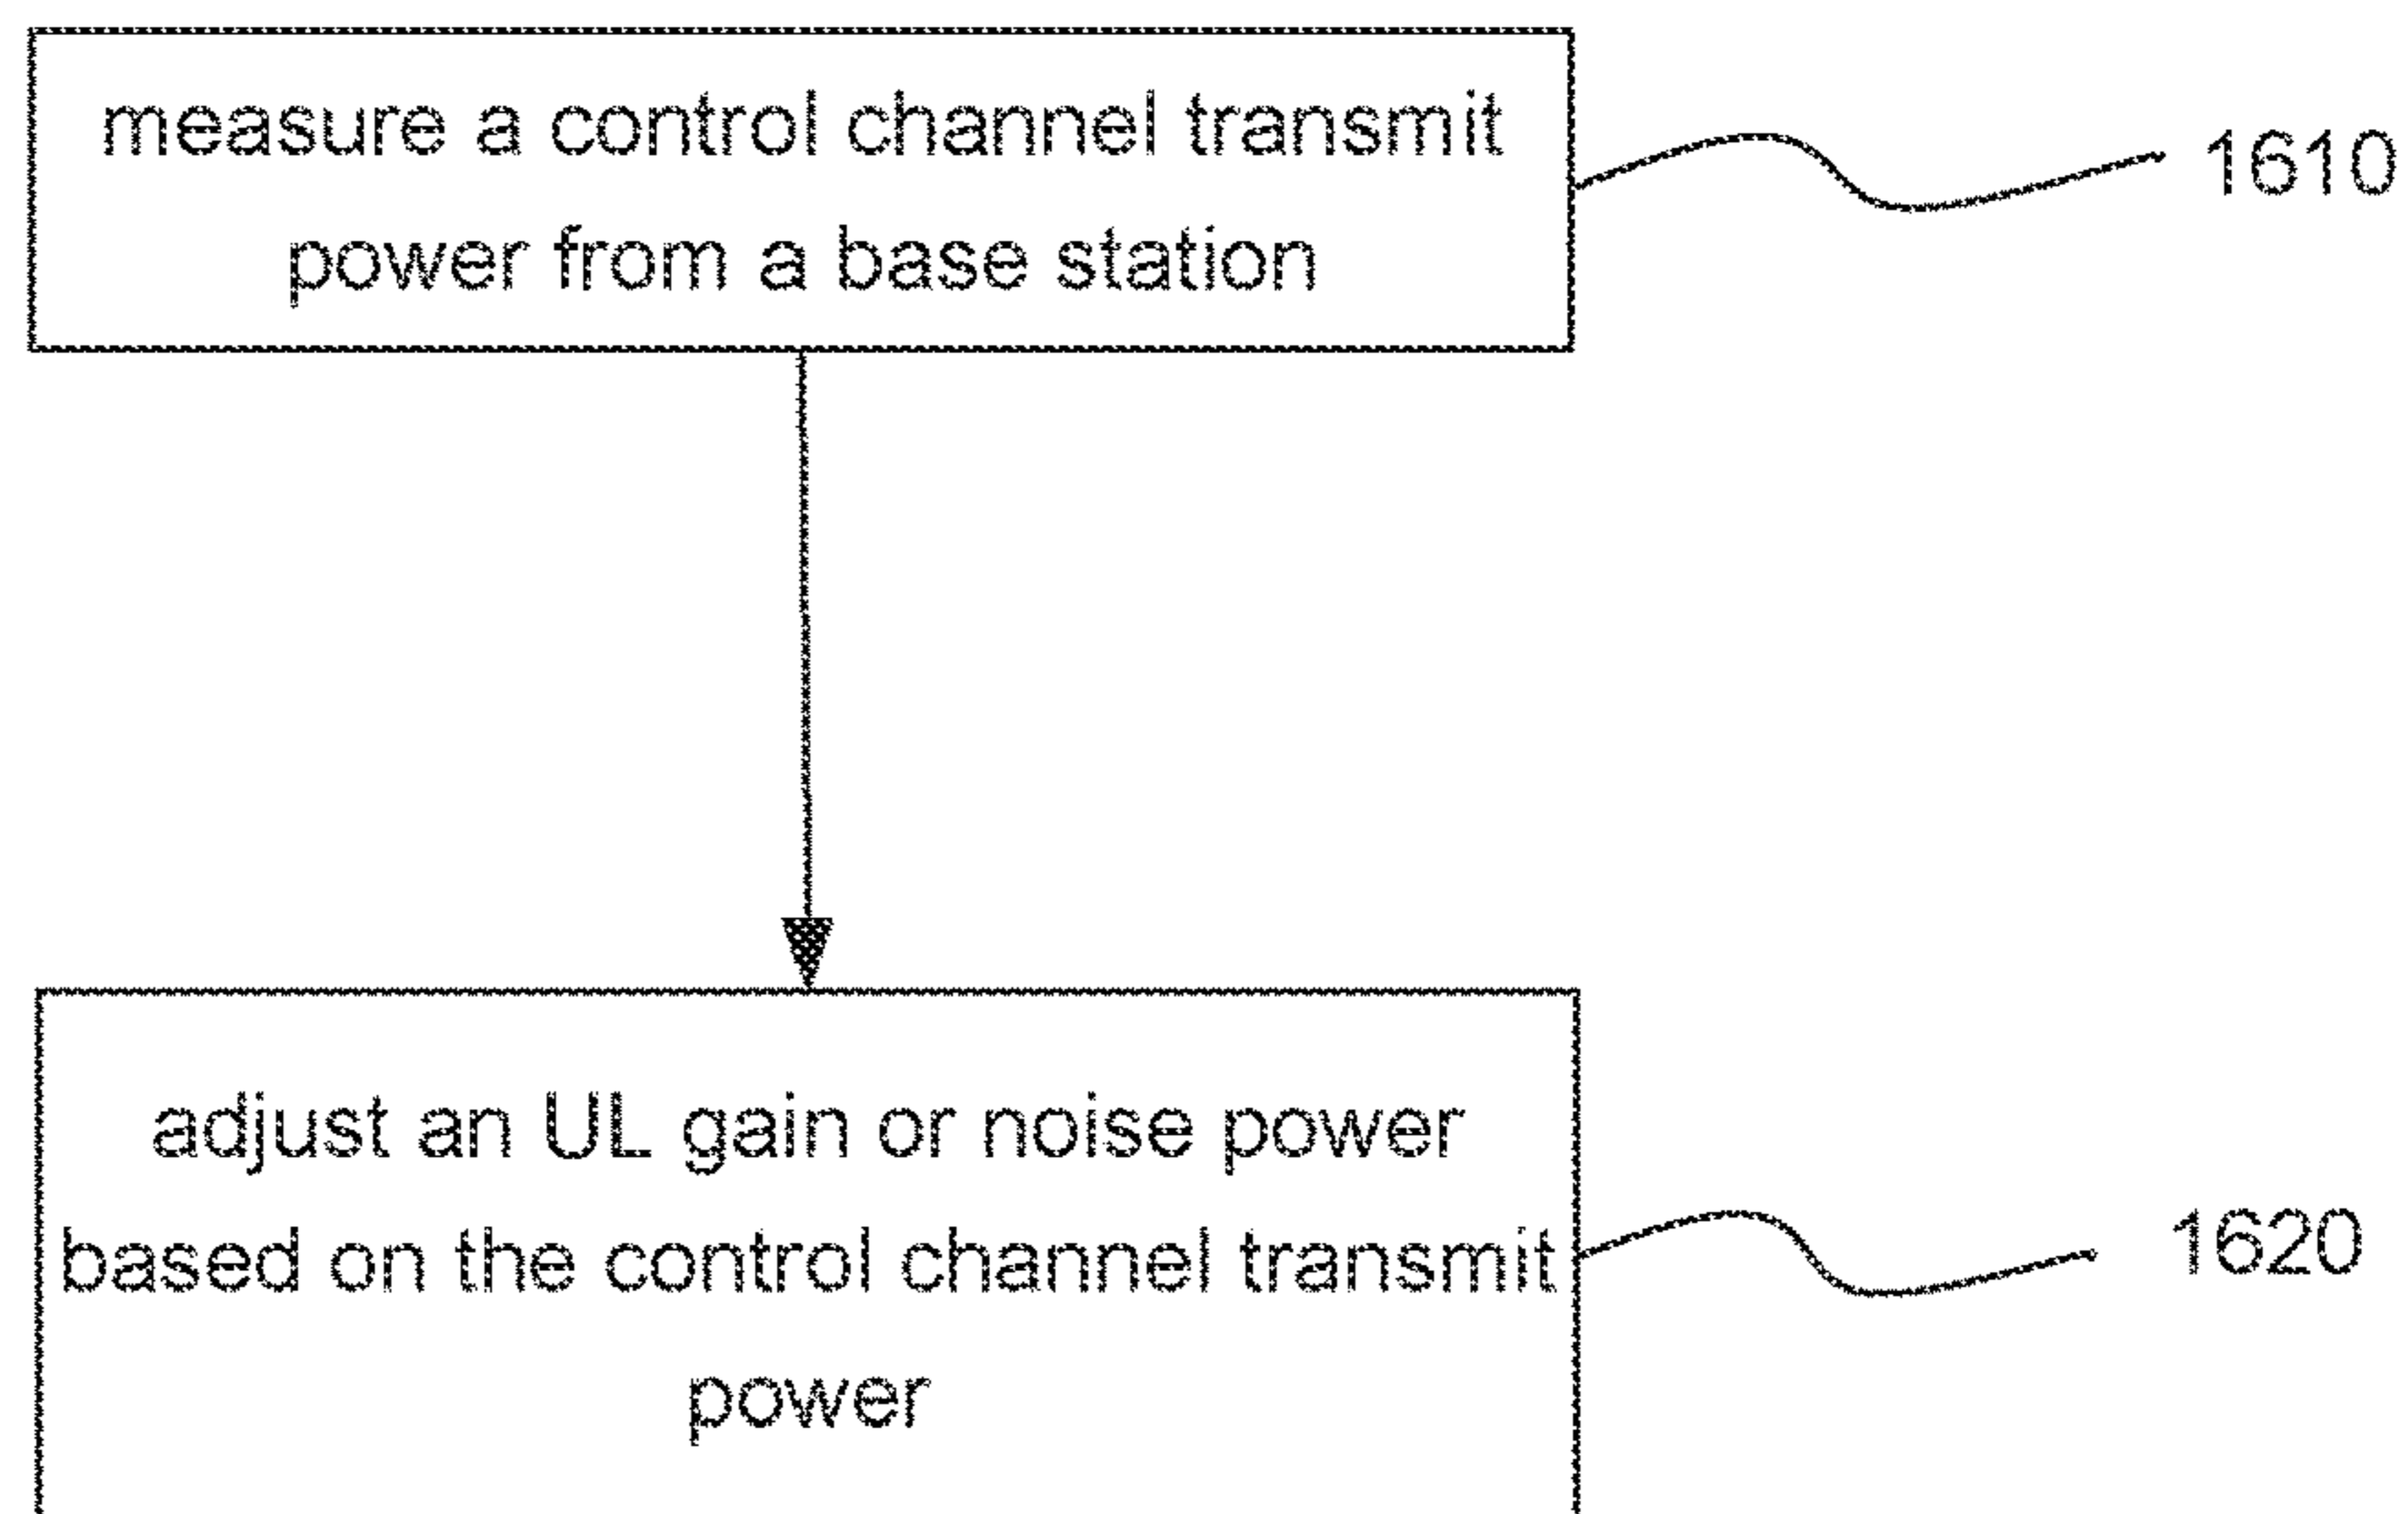 measure a control channel transmit
power from a base station
1610
adjust an UL gain or noise power
based on the control channel transmit
power
1620